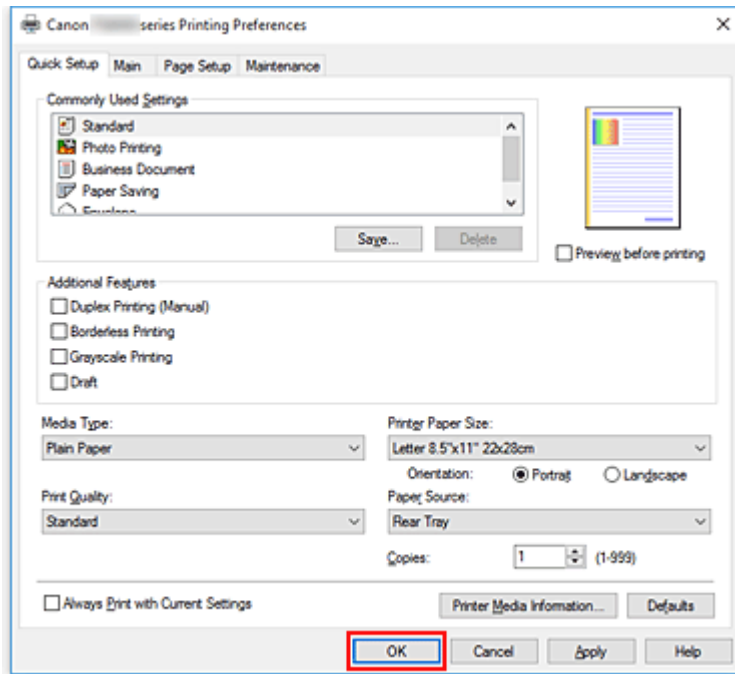 Canon series Printing Preferences
Quick Setup Main Page Setup Maintenance
Commonly Used Settings
Standard
Photo Printing
Business Document
Paper Saving
Envelope
Save... Delete
Preview before printing
Additional Features
Duplex Printing (Manual)
Borderless Printing
Grayscale Printing
Draft
Media Type: Printer Paper Size:
Plain Paper Letter 8.5"x11" 22x28cm
Orientation: Portrait Landscape
Print Quality: Paper Source:
Standard Rear Tray
Copies: 1 (1-999)
Always Print with Current Settings Printer Media Information... Defaults
OK Cancel Apply Help